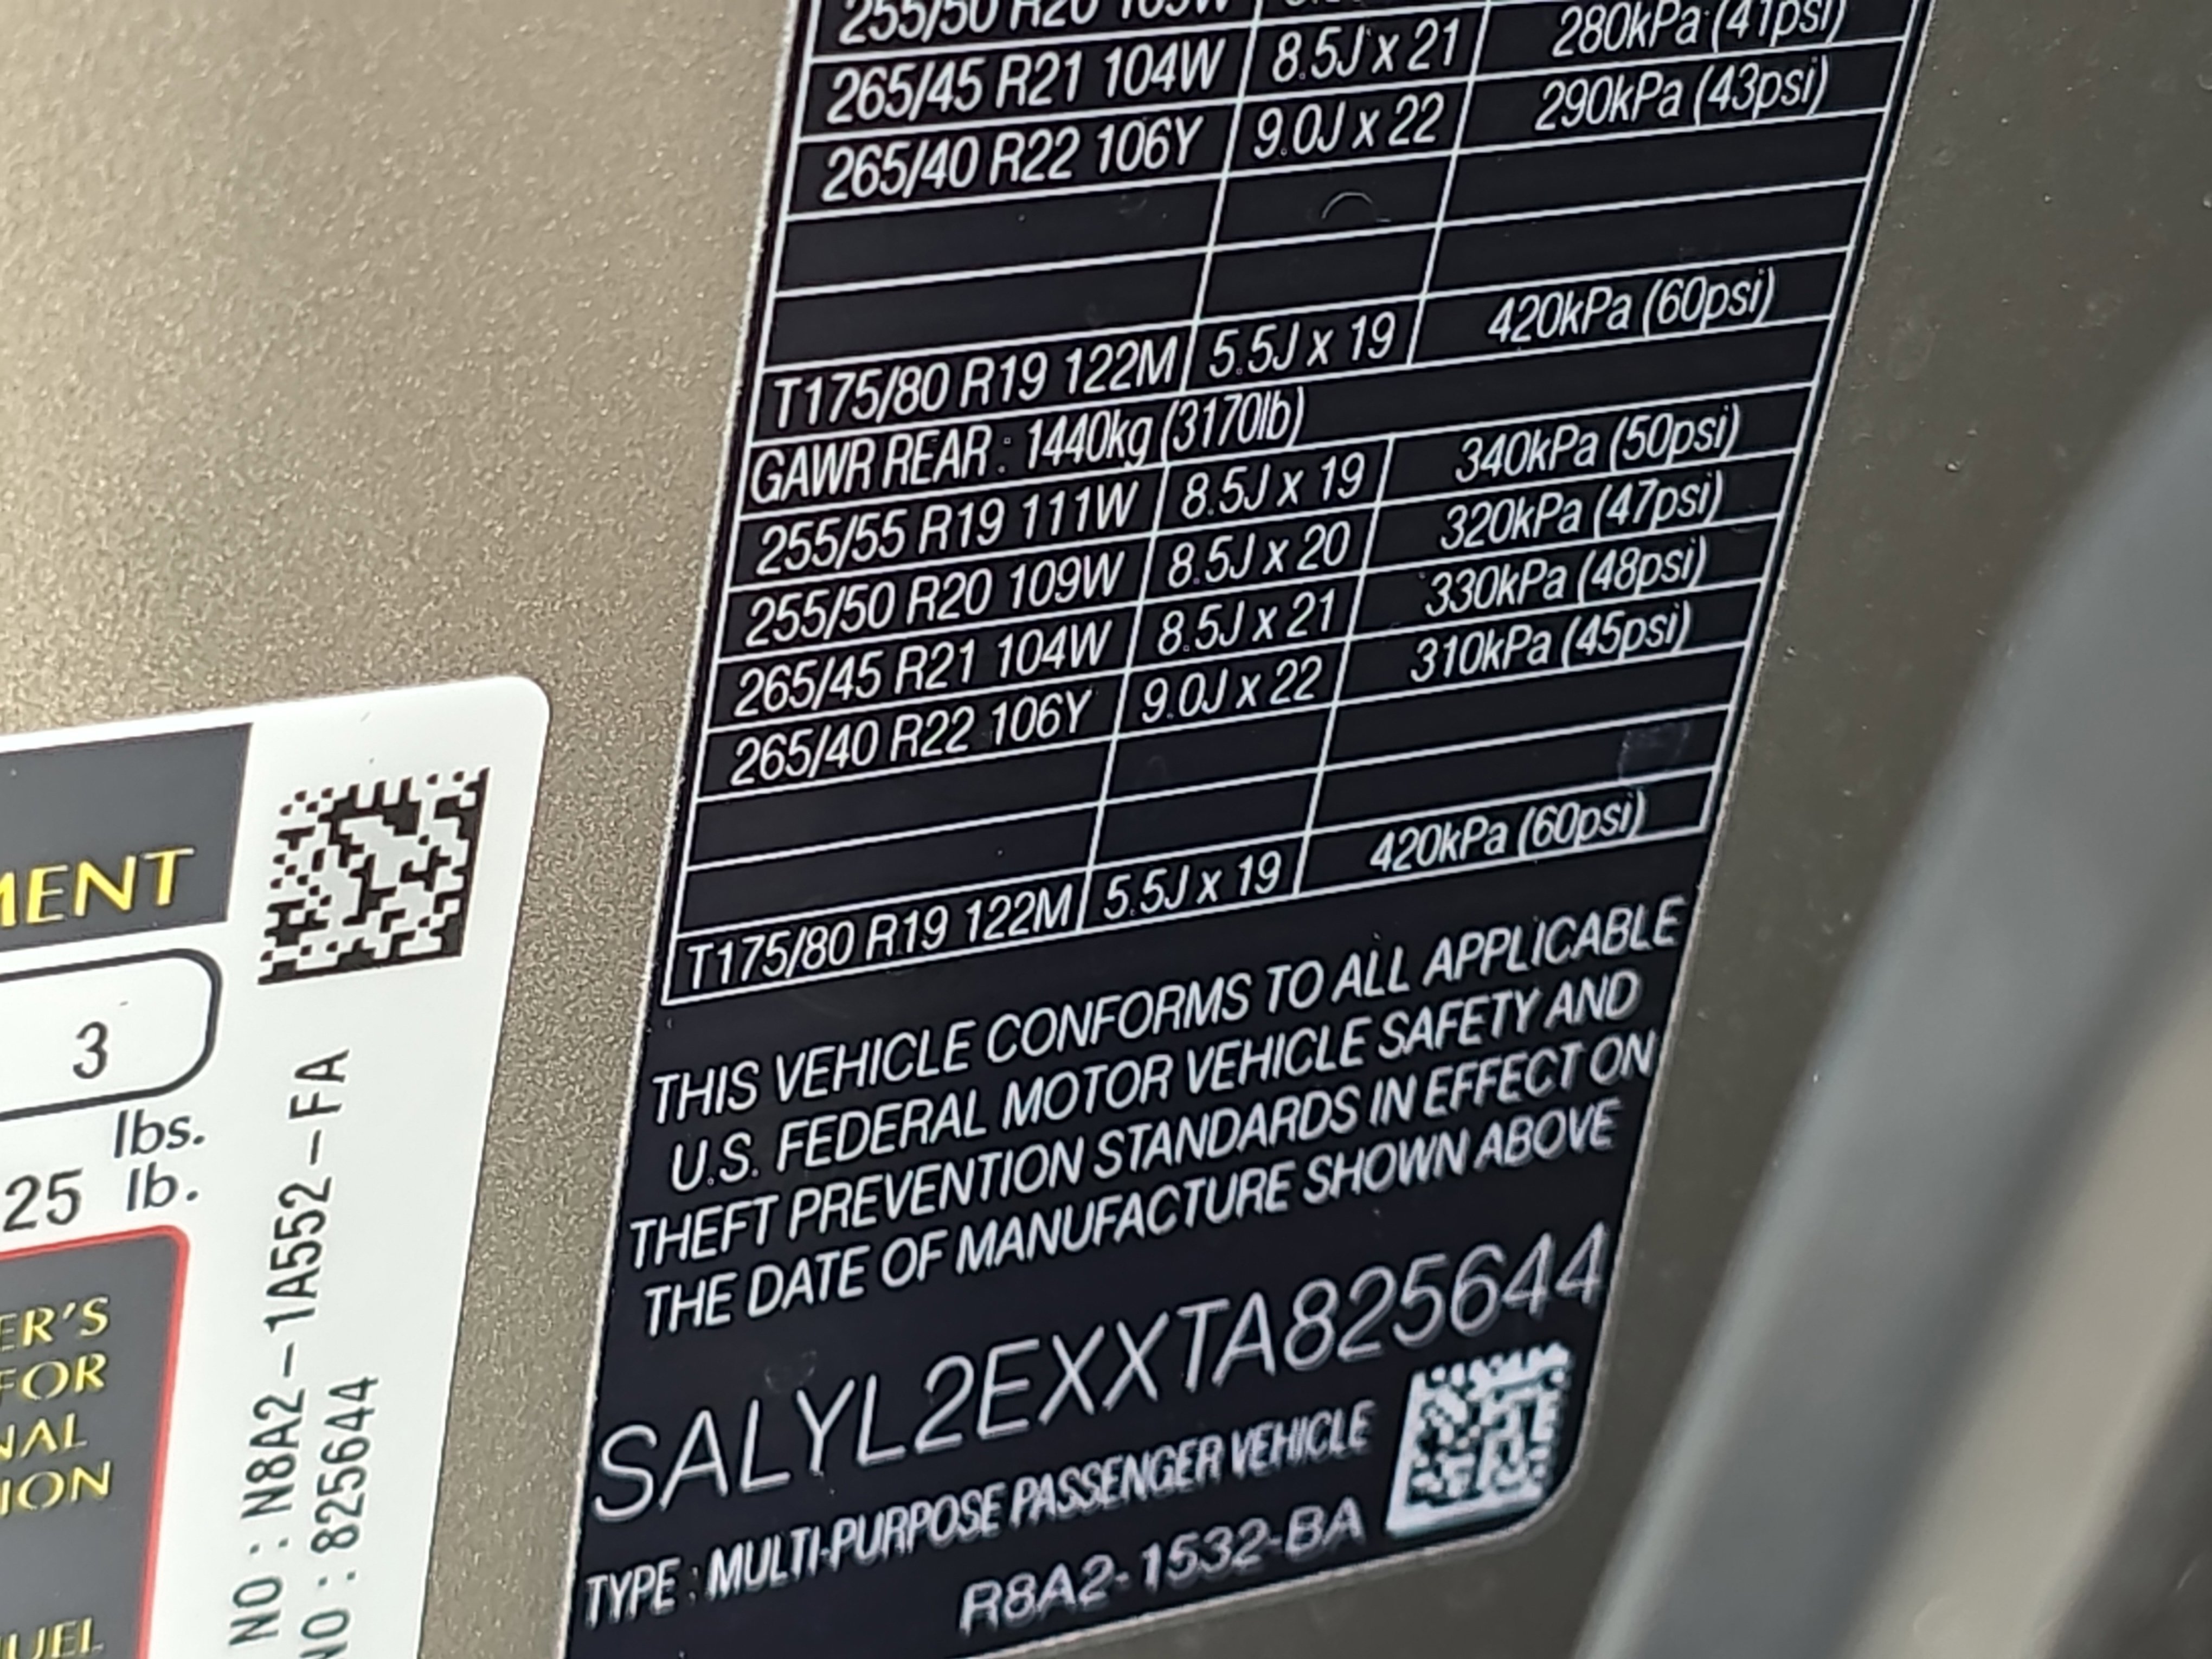 255/50 R20 109W
265/45 R21 104W 8.5J x 21 280kPa (41psi)
265/40 R22 106Y 9.0J x 22 290kPa (43psi)
T175/80 R19 122M 5.5J x 19 420kPa (60psi)
GAWR REAR : 1440kg (3170lb)
255/55 R19 111W 8.5J x 19 340kPa (50psi)
255/50 R20 109W 8.5J x 20 320kPa (47psi)
265/45 R21 104W 8.5J x 21 330kPa (48psi)
265/40 R22 106Y 9.0J x 22 310kPa (45psi)
T175/80 R19 122M 5.5J x 19 420kPa (60psi)
THIS VEHICLE CONFORMS TO ALL APPLICABLE
U.S. FEDERAL MOTOR VEHICLE SAFETY AND
THEFT PREVENTION STANDARDS IN EFFECT ON
THE DATE OF MANUFACTURE SHOWN ABOVE
SALYL2EXXTA825644
TYPE : MULTI-PURPOSE PASSENGER VEHICLE
R8A2-1532-BA
MENT
3
lbs.
25 lb.
ER'S
FOR
NAL
ION
UEL
NO : N8A2-1A552-FA
NO : 825644